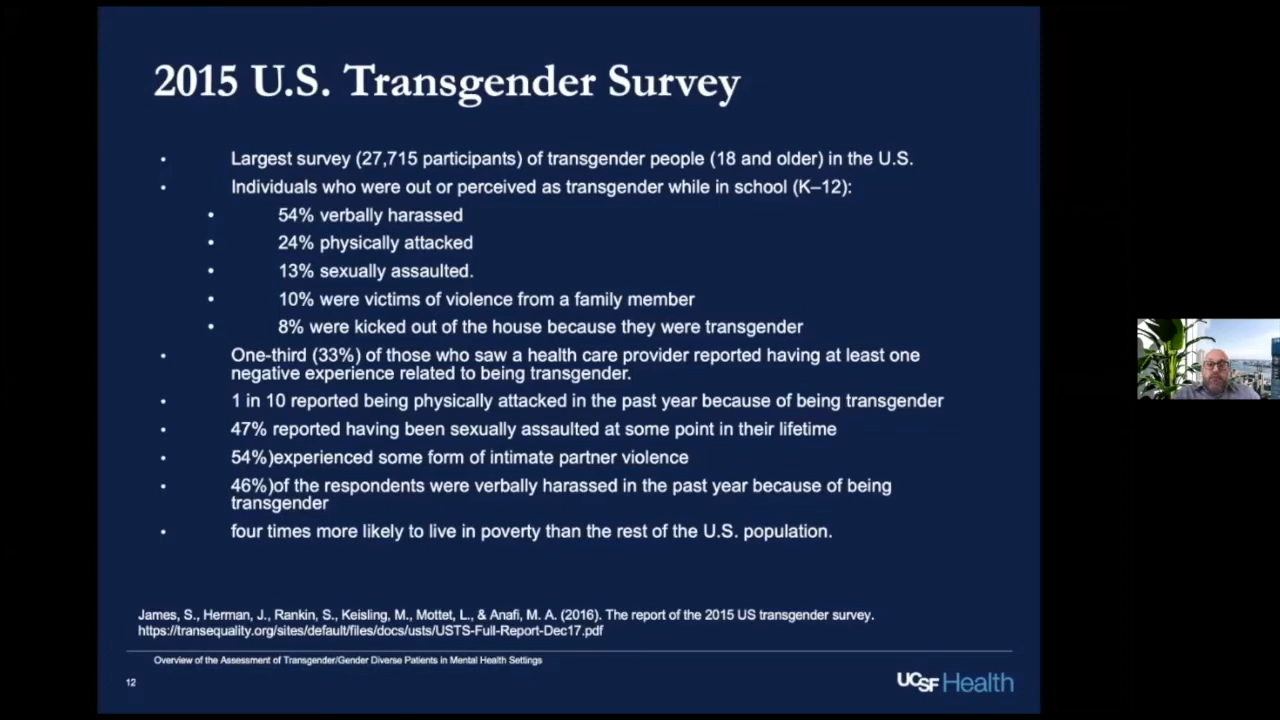 2015 U.S. Transgender Survey
• Largest survey (27,715 participants) of transgender people (18 and older) in the U.S.
• Individuals who were out or perceived as transgender while in school (K–12):
• 54% verbally harassed
• 24% physically attacked
• 13% sexually assaulted.
• 10% were victims of violence from a family member
• 8% were kicked out of the house because they were transgender
• One-third (33%) of those who saw a health care provider reported having at least one
negative experience related to being transgender.
• 1 in 10 reported being physically attacked in the past year because of being transgender
• 47% reported having been sexually assaulted at some point in their lifetime
• 54%)experienced some form of intimate partner violence
• 46%)of the respondents were verbally harassed in the past year because of being
transgender
• four times more likely to live in poverty than the rest of the U.S. population.
James, S., Herman, J., Rankin, S., Keisling, M., Mottet, L., & Anafi, M. A. (2016). The report of the 2015 US transgender survey.
https://transequality.org/sites/default/files/docs/usts/USTS-Full-Report-Dec17.pdf
Overview of the Assessment of Transgender/Gender Diverse Patients in Mental Health Settings
12
UCSF Health